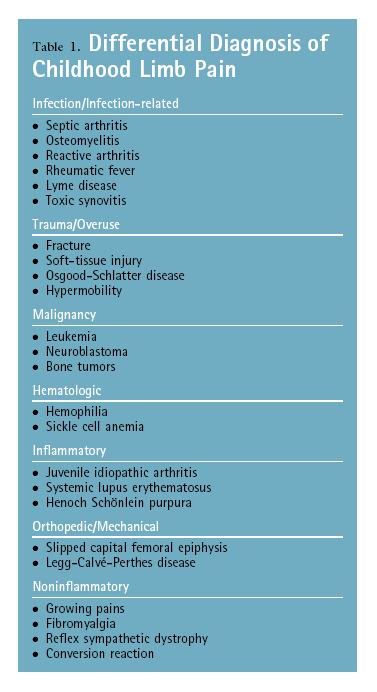 Table 1. Differential Diagnosis of
Childhood Limb Pain
Infection/Infection-related
• Septic arthritis
• Osteomyelitis
• Reactive arthritis
• Rheumatic fever
• Lyme disease
• Toxic synovitis
Trauma/Overuse
• Fracture
• Soft-tissue injury
• Osgood-Schlatter disease
• Hypermobility
Malignancy
• Leukemia
• Neuroblastoma
• Bone tumors
Hematologic
• Hemophilia
• Sickle cell anemia
Inflammatory
• Juvenile idiopathic arthritis
• Systemic lupus erythematosus
• Henoch Schönlein purpura
Orthopedic/Mechanical
• Slipped capital femoral epiphysis
• Legg-Calvé-Perthes disease
Noninflammatory
• Growing pains
• Fibromyalgia
• Reflex sympathetic dystrophy
• Conversion reaction